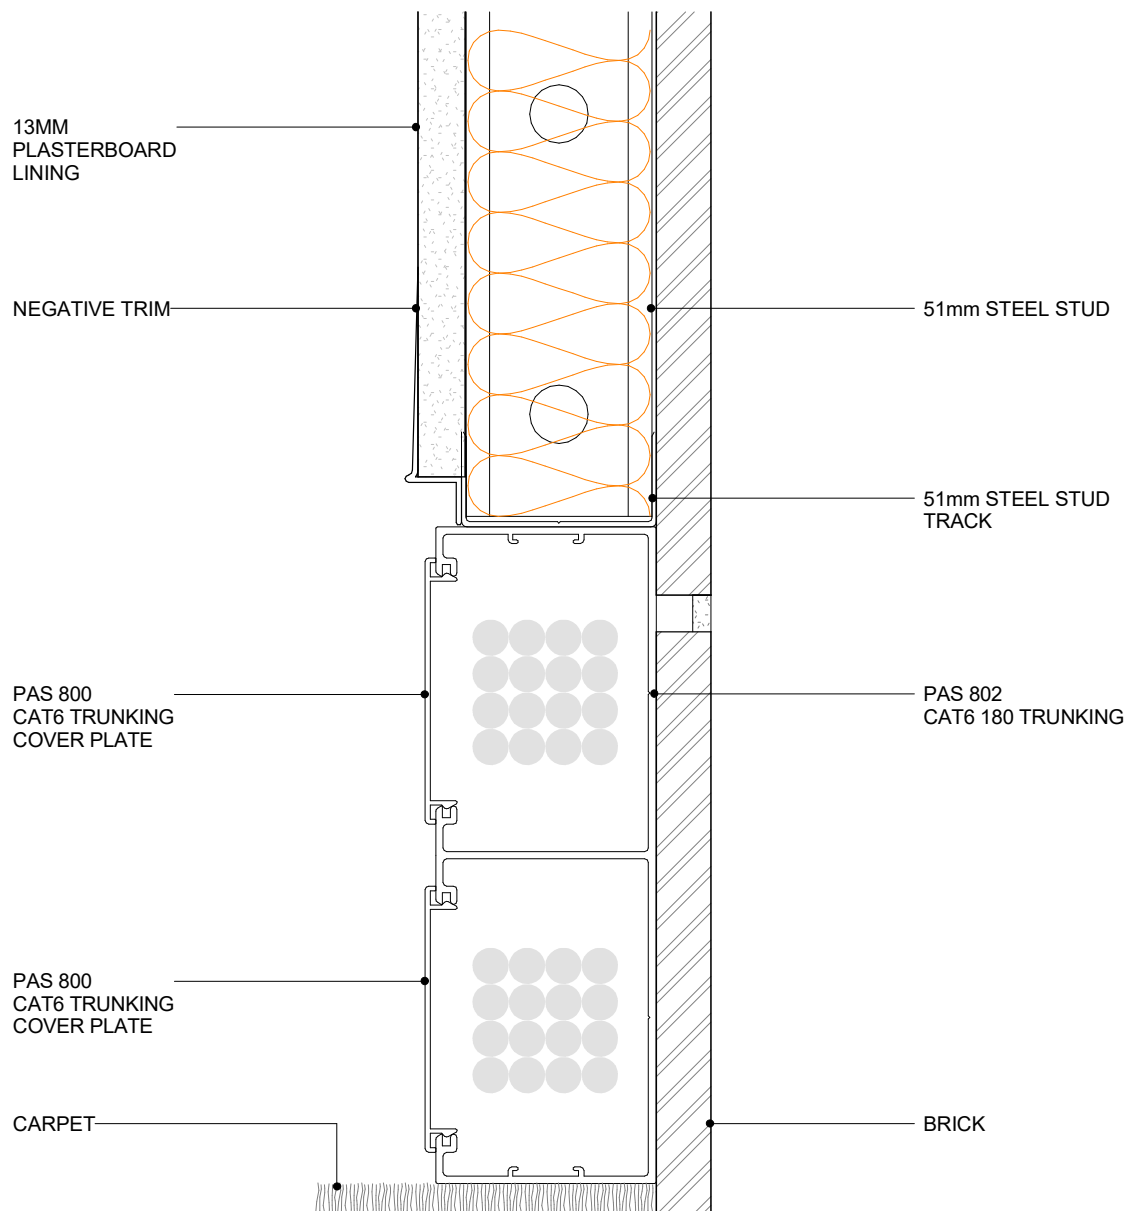 13MM
PLASTERBOARD
LINING
NEGATIVE TRIM
51mm STEEL STUD
51mm STEEL STUD
TRACK
PAS 800
CAT6 TRUNKING
COVER PLATE
PAS 802
CAT6 180 TRUNKING
PAS 800
CAT6 TRUNKING
COVER PLATE
CARPET
BRICK